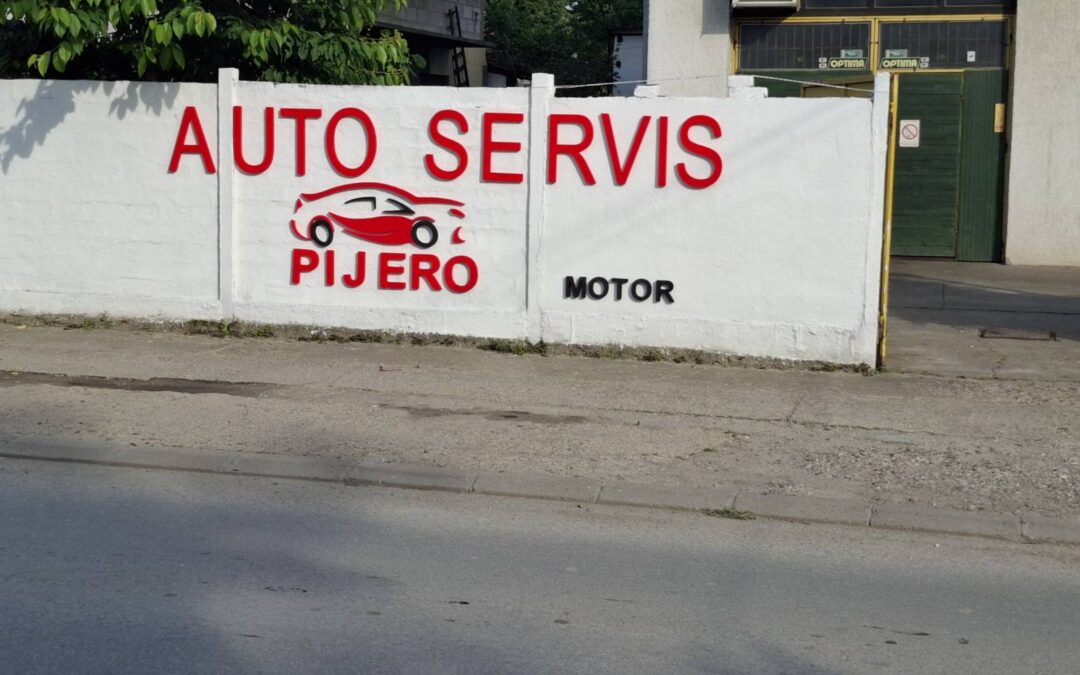 AUTO SERVIS
PIJERO
MOTOR
OPTIMA
OPTIMA